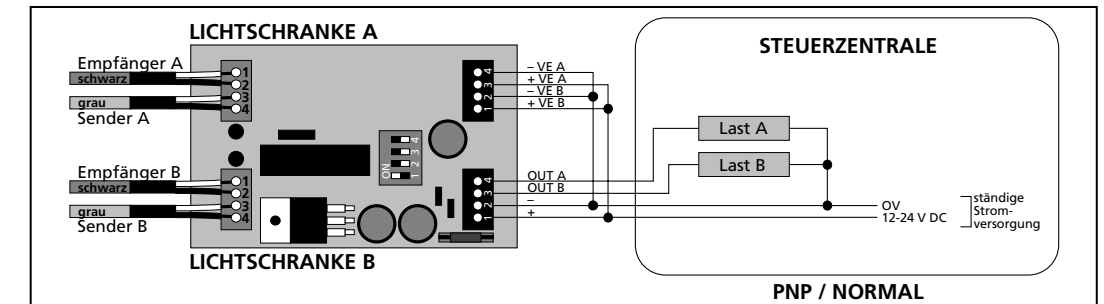 LICHTSCHRANKE A
STEUERZENTRALE
Empfänger A
schwarz
grau
Sender A
1
2
3
4
– VE A
+ VE A
– VE B
+ VE B
4
3
2
1
ON
1 2 3 4
Last A
Last B
Empfänger B
schwarz
grau
Sender B
1
2
3
4
OUT A
OUT B
–
+
4
3
2
1
OV
12-24 V DC
ständige
Strom-
versorgung
LICHTSCHRANKE B
PNP / NORMAL